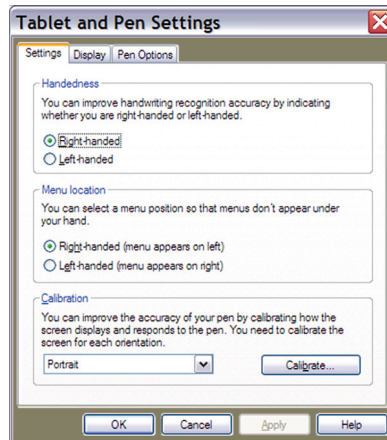 Tablet and Pen Settings
Settings Display Pen Options
Handedness
You can improve handwriting recognition accuracy by indicating
whether you are right-handed or left-handed.
Right-handed
Left-handed
Menu location
You can select a menu position so that menus don't appear under
your hand.
Right-handed (menu appears on left)
Left-handed (menu appears on right)
Calibration
You can improve the accuracy of your pen by calibrating how the
screen displays and responds to the pen. You need to calibrate the
screen for each orientation.
Portrait Calibrate...
OK Cancel Apply Help